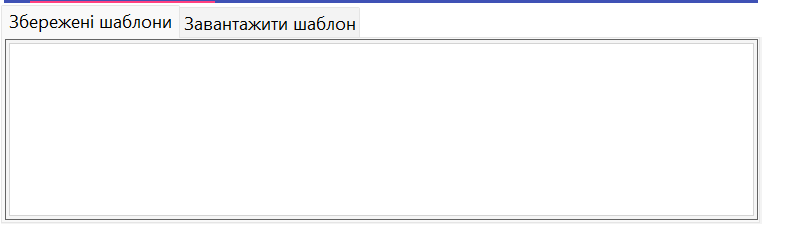 Збережені шаблони
Завантажити шаблон